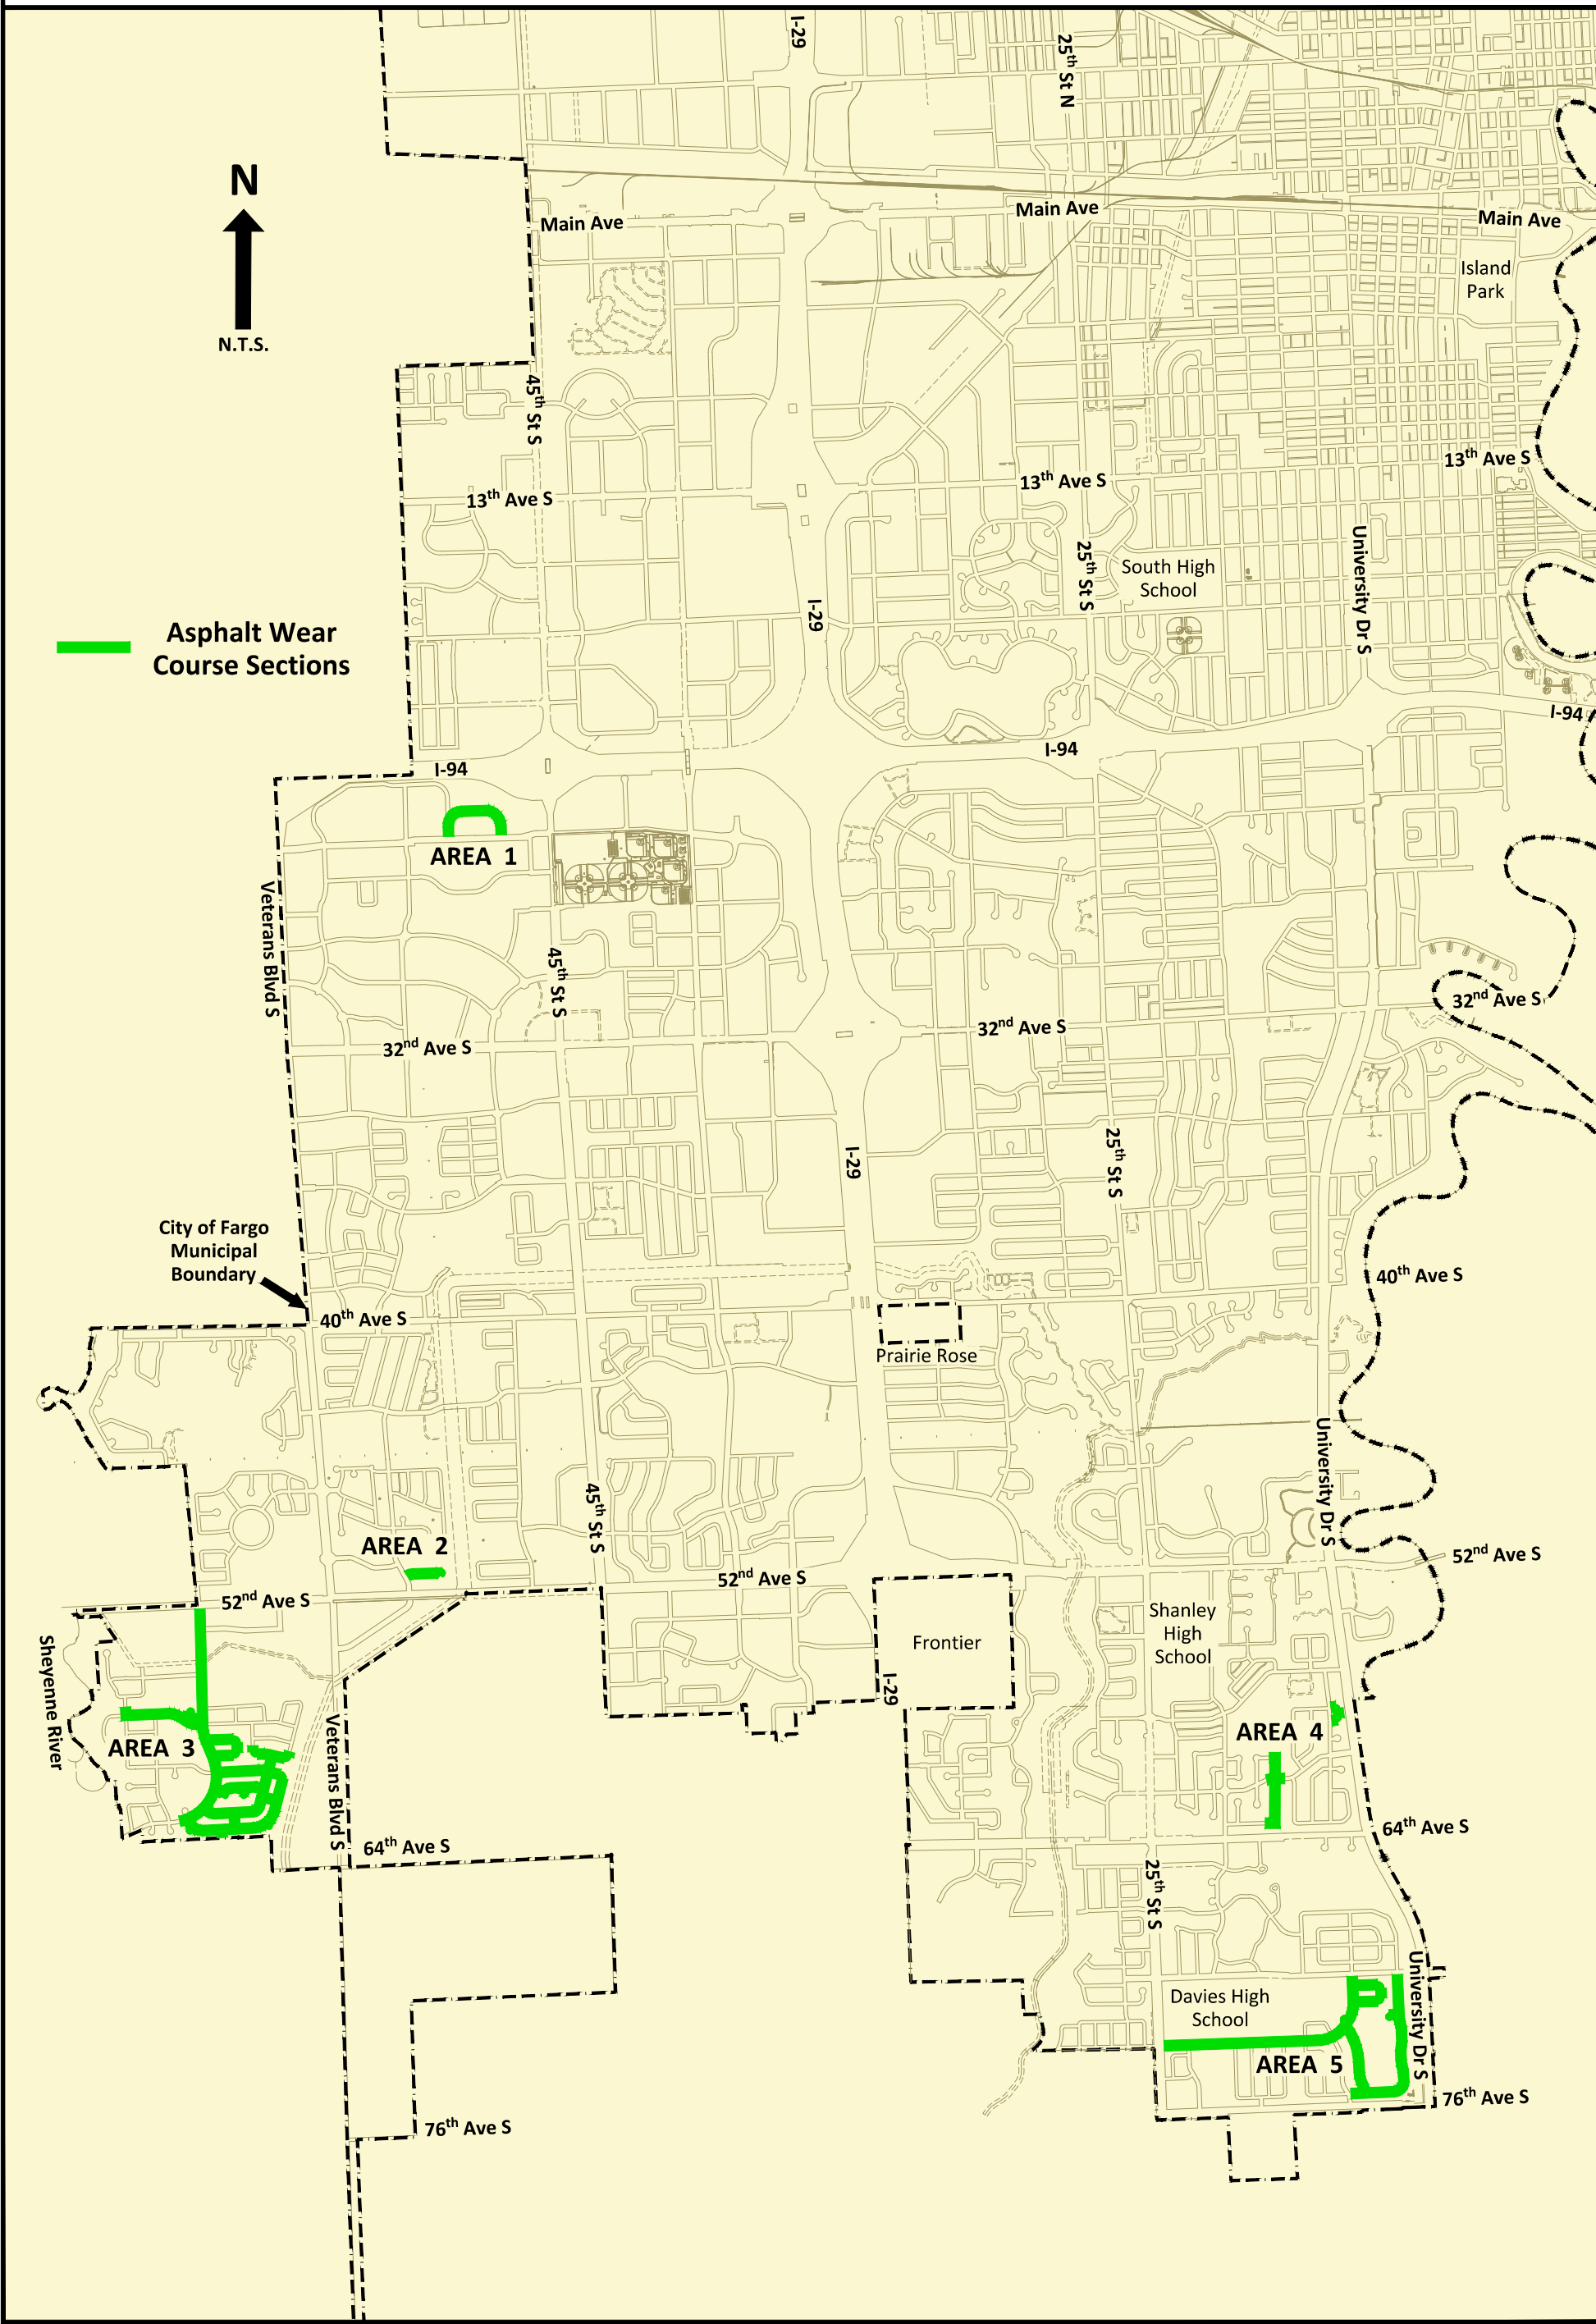 I-29
25th St N
N
N.T.S.
Main Ave
Main Ave
Main Ave
Island
Park
45th St S
13th Ave S
13th Ave S
13th Ave S
25th St S
South High
School
University Dr S
I-29
Asphalt Wear
Course Sections
I-94
I-94
I-94
AREA 1
Veterans Blvd S
45th St S
32nd Ave S
32nd Ave S
32nd Ave S
I-29
25th St S
City of Fargo
Municipal
Boundary
40th Ave S
40th Ave S
Prairie Rose
University Dr S
45th St S
AREA 2
52nd Ave S
52nd Ave S
52nd Ave S
Sheyenne River
Frontier
Shanley
High
School
I-29
AREA 3
Veterans Blvd S
AREA 4
64th Ave S
64th Ave S
25th St S
Davies High
School
University Dr S
AREA 5
76th Ave S
76th Ave S